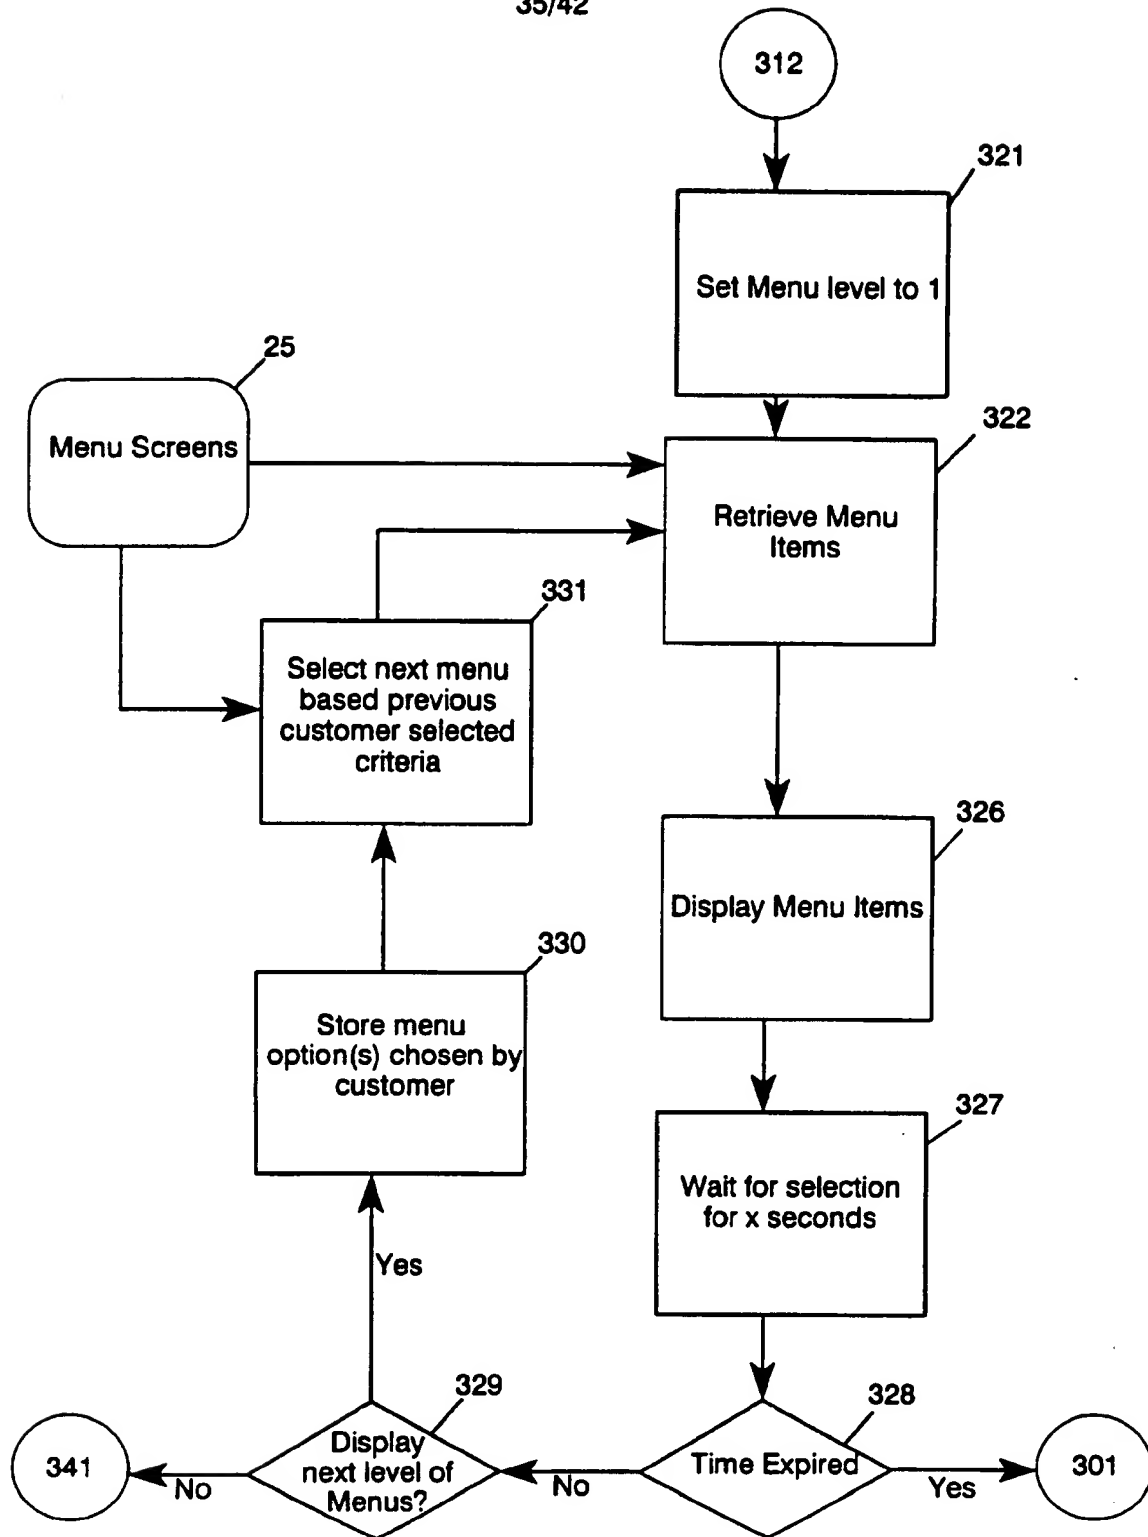 35/42
312
321
Set Menu level to 1
25
Menu Screens
322
Retrieve Menu
Items
331
Select next menu
based previous
customer selected
criteria
326
Display Menu Items
330
Store menu
option(s) chosen by
customer
327
Wait for selection
for x seconds
Yes
329
Display
next level of
Menus?
328
Time Expired
341
No
No
Yes
301